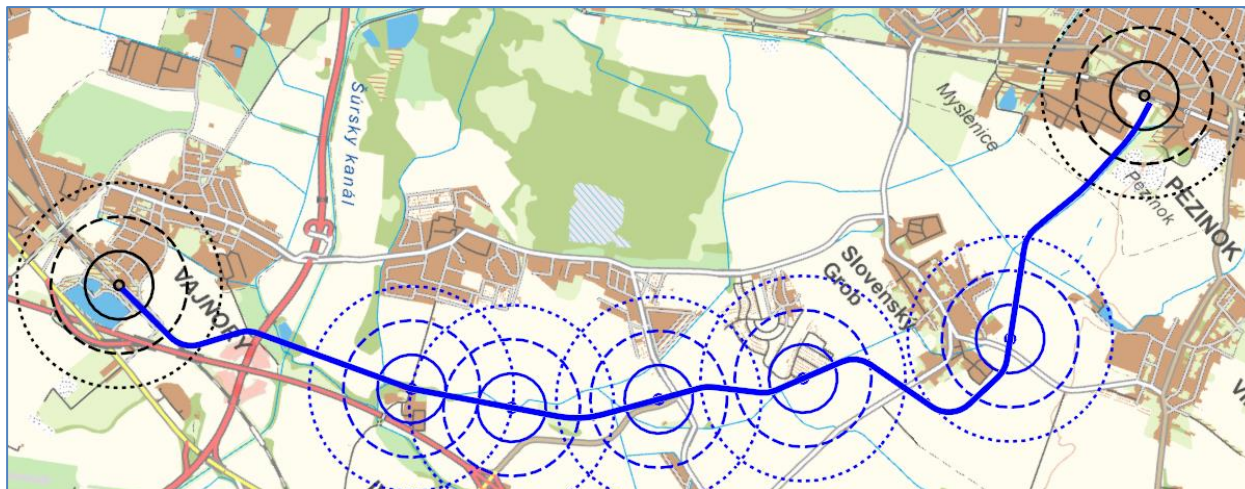 Šúrsky kanál
Myslenice
Pezinok
PEZINOK
VAJNORY
Slovenský
Grob